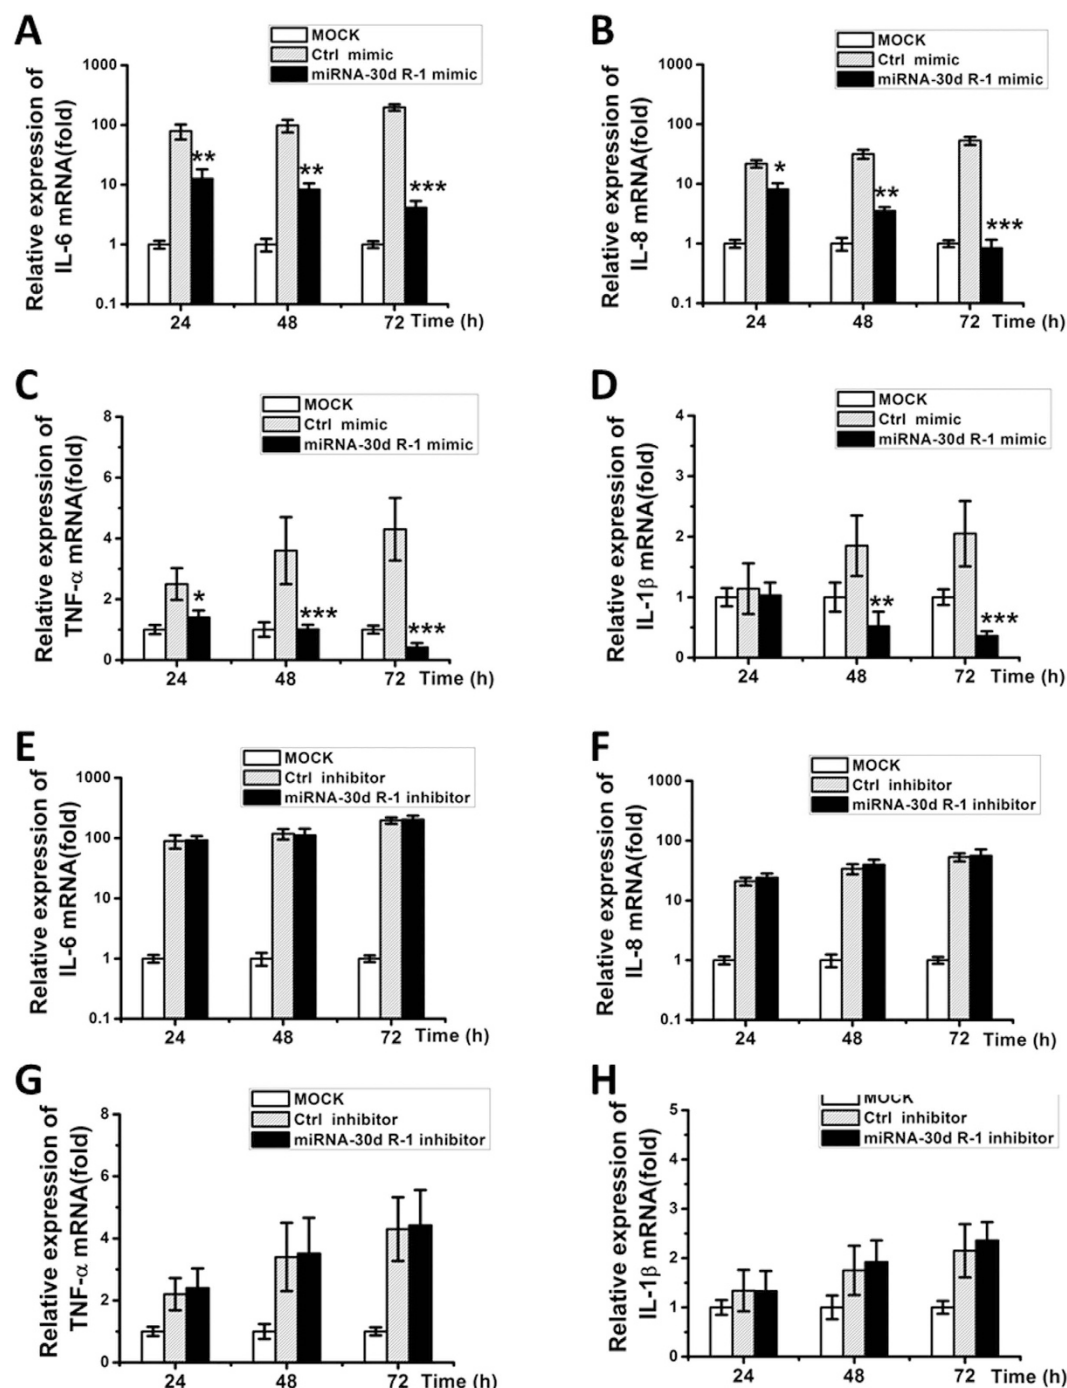 A
MOCK
Ctrl mimic
miRNA-30d R-1 mimic
Relative expression of
IL-6 mRNA(fold)
1000
100
10
1
0.1
**
**
***
24
48
72
Time (h)
B
MOCK
Ctrl mimic
miRNA-30d R-1 mimic
Relative expression of
IL-8 mRNA(fold)
1000
100
10
1
0.1
*
**
***
24
48
72
Time (h)
C
MOCK
Ctrl mimic
miRNA-30d R-1 mimic
Relative expression of
TNF-α mRNA(fold)
8
6
4
2
0
*
***
***
24
48
72
Time (h)
D
MOCK
Ctrl mimic
miRNA-30d R-1 mimic
Relative expression of
IL-1β mRNA(fold)
4
3
2
1
0
**
***
24
48
72
Time (h)
E
MOCK
Ctrl inhibitor
miRNA-30d R-1 inhibitor
Relative expression of
IL-6 mRNA(fold)
1000
100
10
1
0.1
24
48
72
Time (h)
F
MOCK
Ctrl inhibitor
miRNA-30d R-1 inhibitor
Relative expression of
IL-8 mRNA(fold)
1000
100
10
1
0.1
24
48
72
Time (h)
G
MOCK
Ctrl inhibitor
miRNA-30d R-1 inhibitor
Relative expression of
TNF-α mRNA(fold)
8
6
4
2
0
24
48
72
Time (h)
H
MOCK
Ctrl inhibitor
miRNA-30d R-1 inhibitor
Relative expression of
IL-1β mRNA(fold)
5
4
3
2
1
0
24
48
72
Time (h)